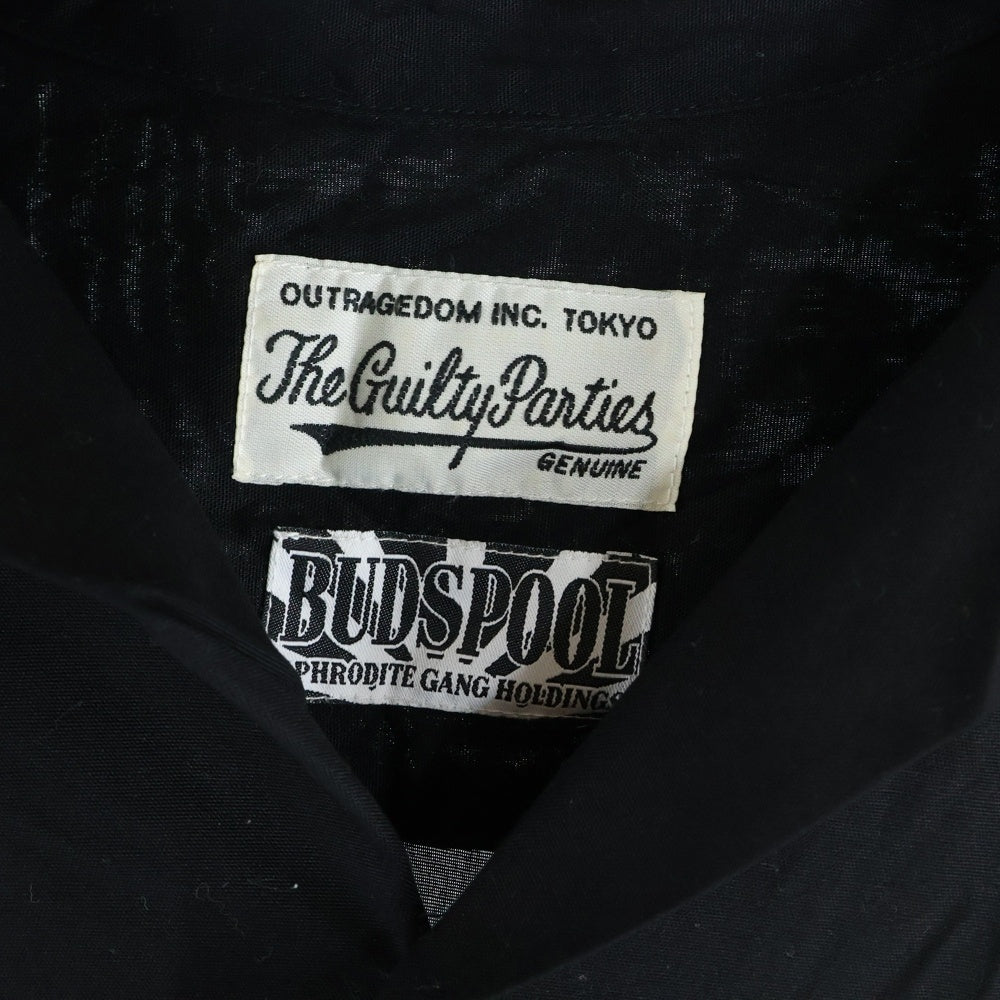 OUTRAGEDOM INC. TOKYO
The Guilty Parties
GENUINE
BUDSPOOL
PHRODITE GANG HOLDINGS